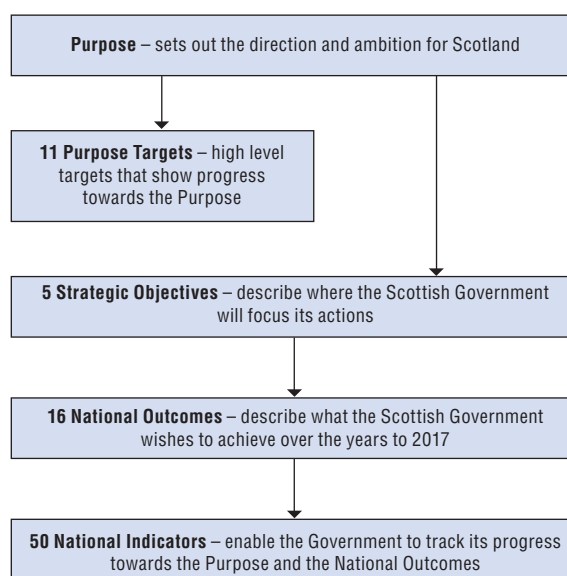 Purpose – sets out the direction and ambition for Scotland
11 Purpose Targets – high level
targets that show progress
towards the Purpose
5 Strategic Objectives – describe where the Scottish Government
will focus its actions
16 National Outcomes – describe what the Scottish Government
wishes to achieve over the years to 2017
50 National Indicators – enable the Government to track its progress
towards the Purpose and the National Outcomes